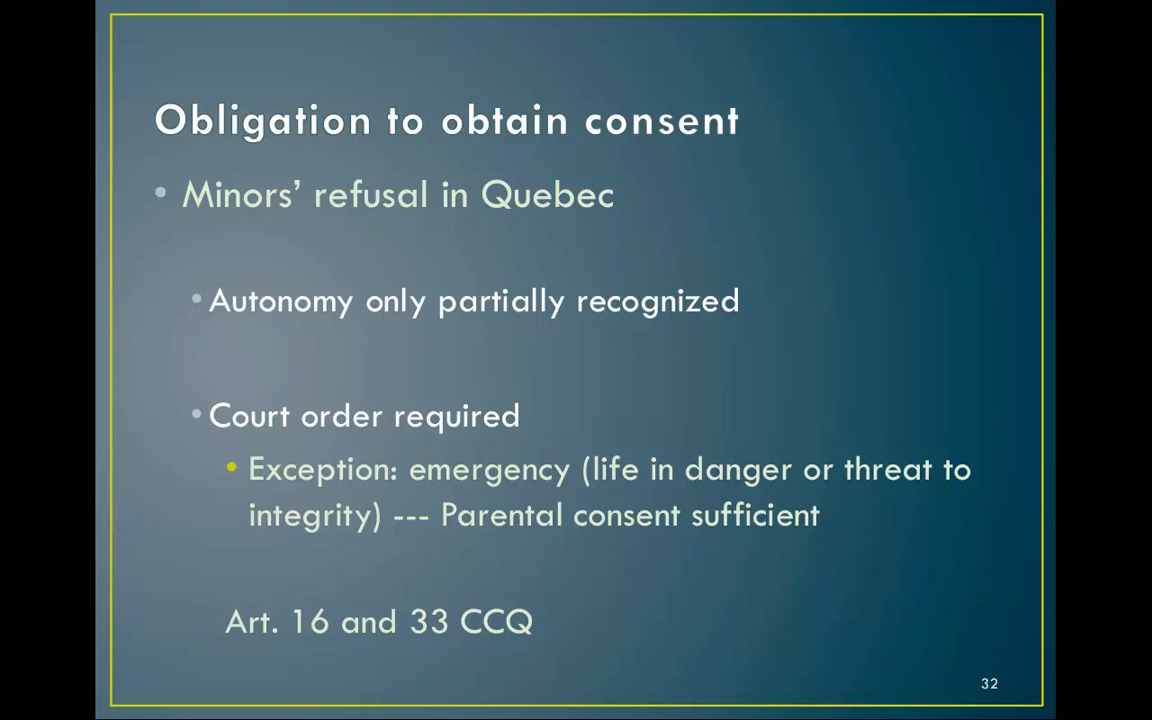 Obligation to obtain consent
• Minors’ refusal in Quebec
• Autonomy only partially recognized
• Court order required
• Exception: emergency (life in danger or threat to
integrity) --- Parental consent sufficient
Art. 16 and 33 CCQ
32